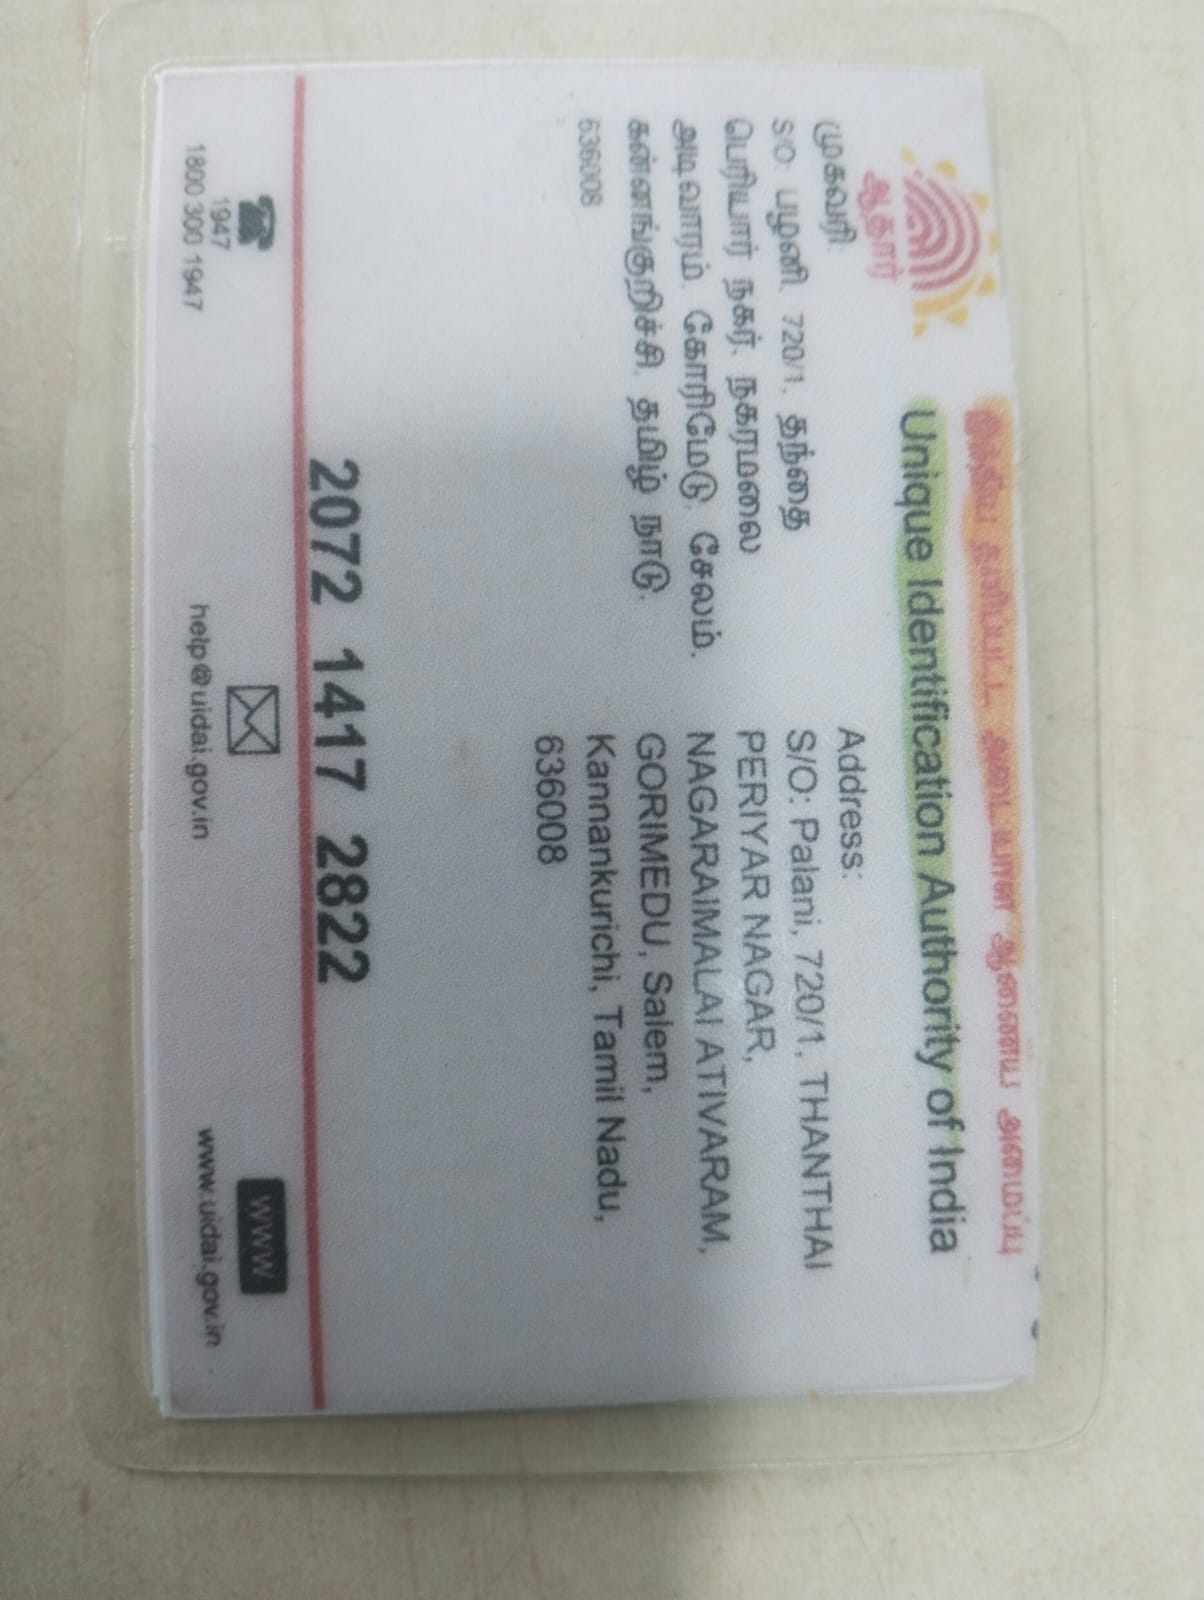 இந்திய தனிப்பட்ட அடையாள ஆணைய அமைப்பு
Unique Identification Authority of India
ஆதார்
முகவரி:
S/O: பழனி, 720/1, தந்தை
பெரியார் நகர், நகரமலை
அடிவாரம், கோரிமேடு, சேலம்,
கன்னங்குறிச்சி, தமிழ் நாடு,
636008
Address:
S/O: Palani, 720/1, THANTHAI
PERIYAR NAGAR,
NAGARAIMALAI ATIVARAM,
GORIMEDU, Salem,
Kannankurichi, Tamil Nadu,
636008
2072 1417 2822
1947
1800 300 1947
help@uidai.gov.in
WWW
www.uidai.gov.in